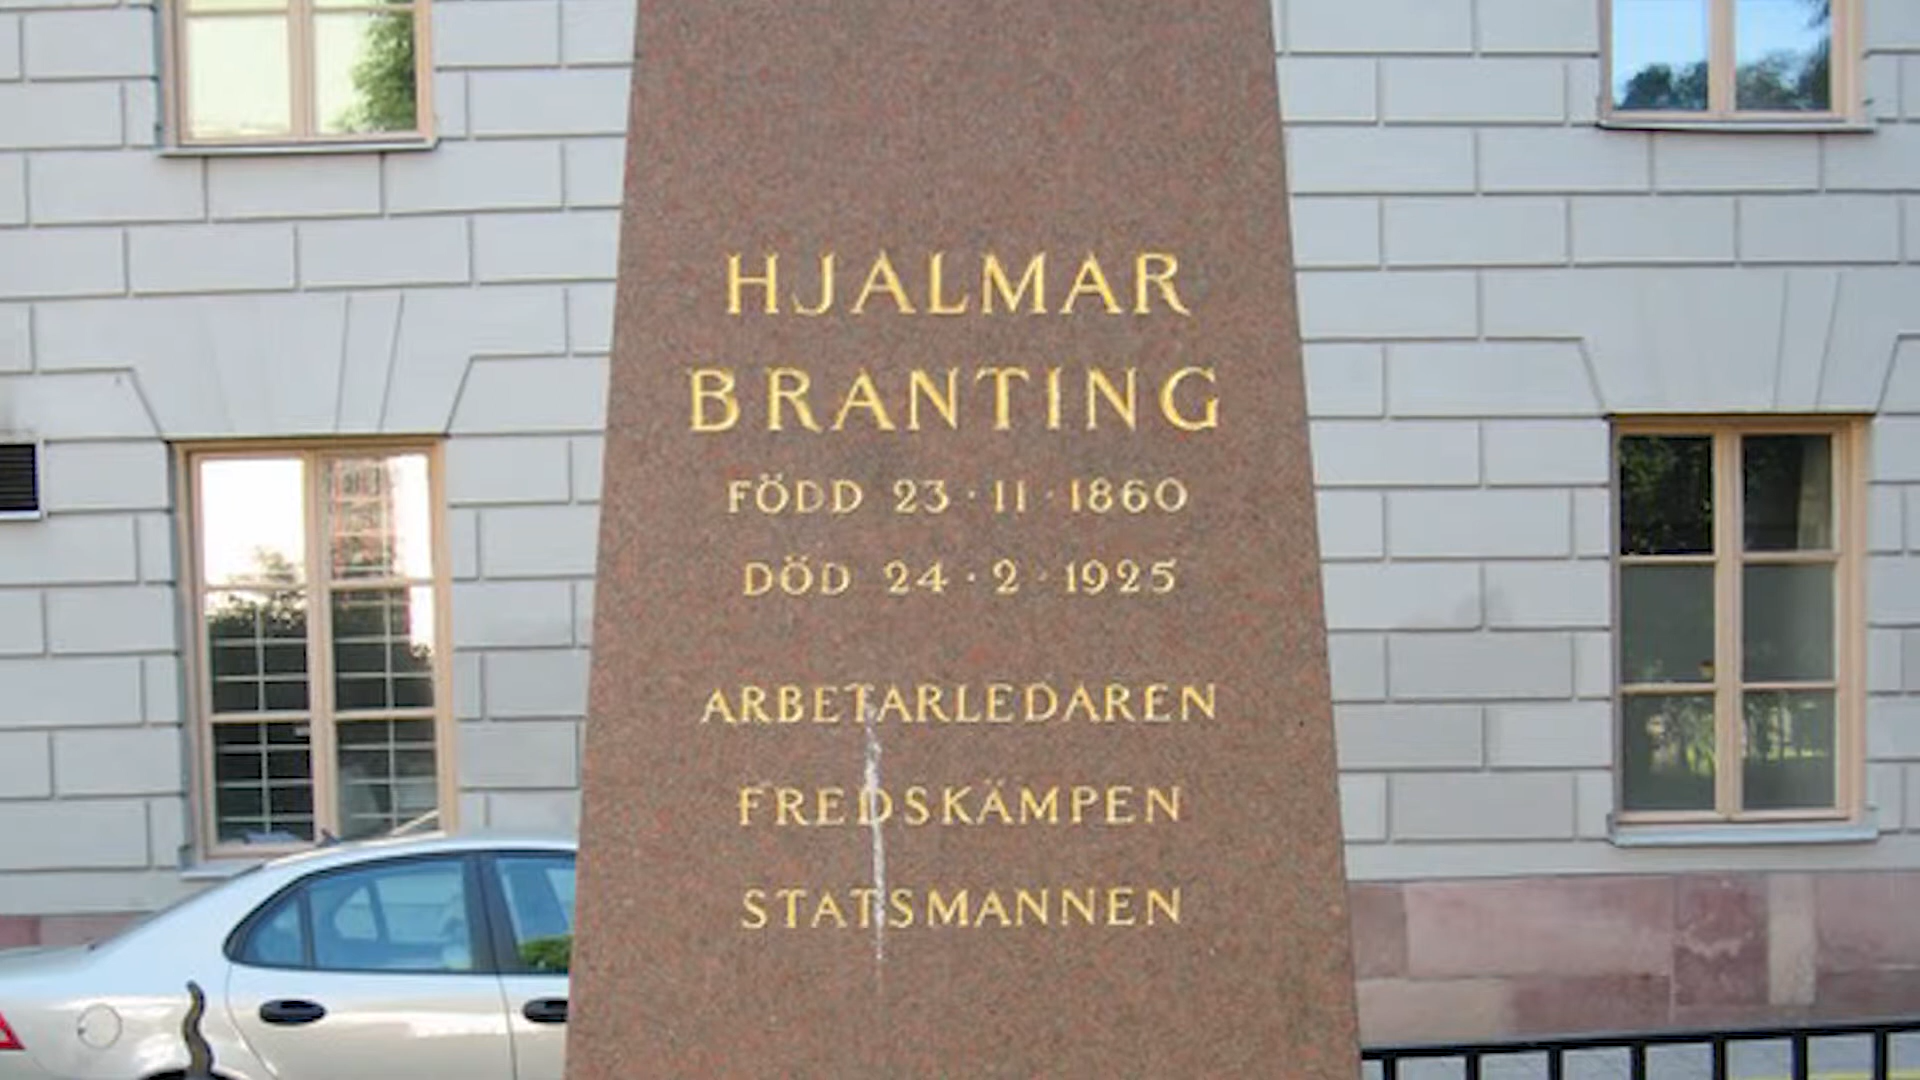 HJALMAR
BRANTING
FÖDD 23·11·1860
DÖD 24·2·1925
ARBETARLEDAREN
FREDSKÄMPEN
STATSMANNEN